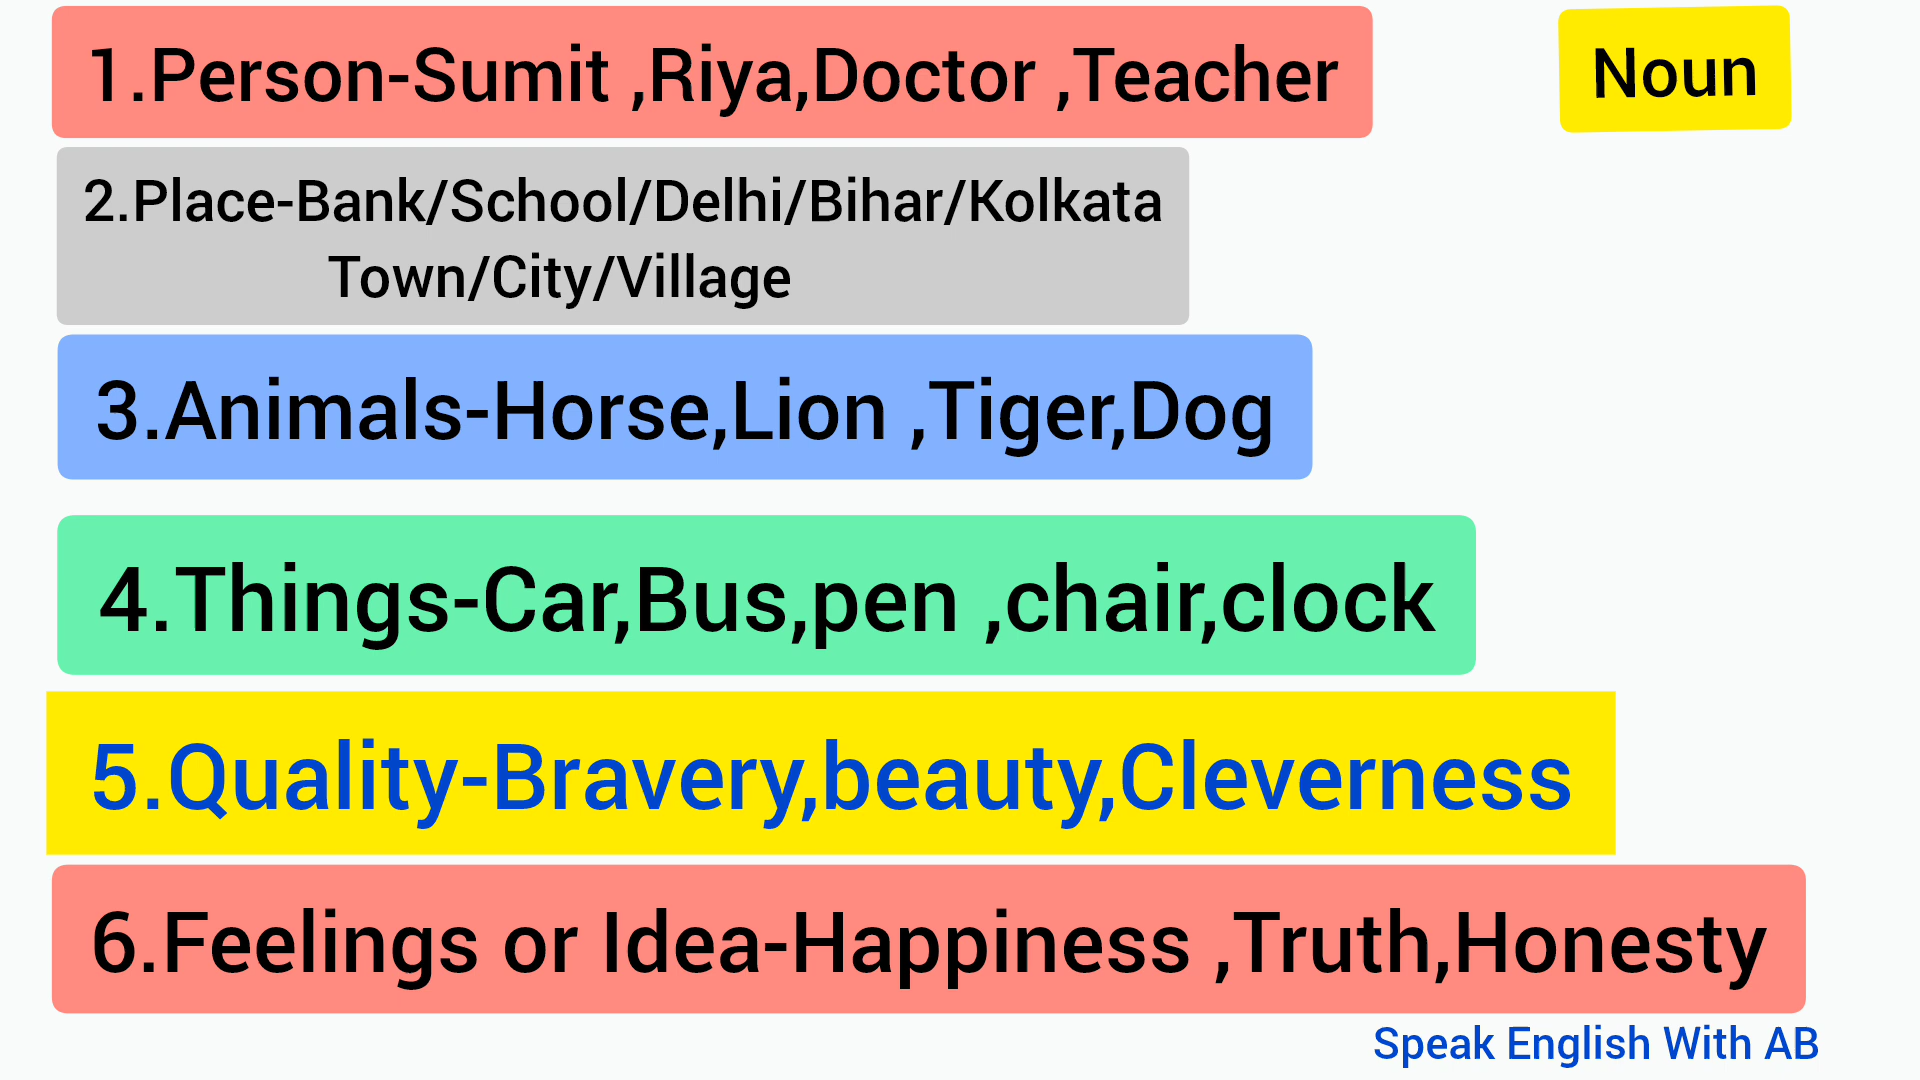 1.Person-Sumit ,Riya,Doctor ,Teacher
Noun
2.Place-Bank/School/Delhi/Bihar/Kolkata
Town/City/Village
3.Animals-Horse,Lion ,Tiger,Dog
4.Things-Car,Bus,pen ,chair,clock
5.Quality-Bravery,beauty,Cleverness
6.Feelings or Idea-Happiness ,Truth,Honesty
Speak English With AB